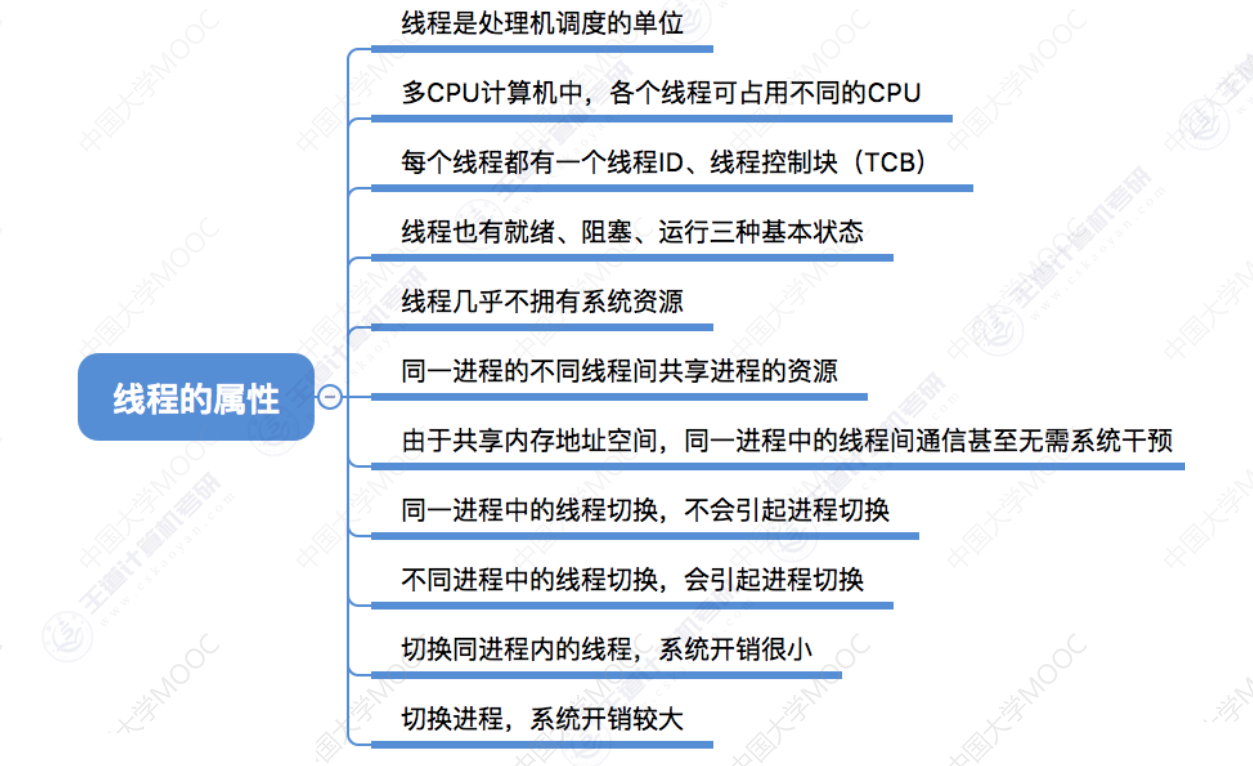 线程是处理机调度的单位
多CPU计算机中，各个线程可占用不同的CPU
每个线程都有一个线程ID、线程控制块（TCB）
线程也有就绪、阻塞、运行三种基本状态
线程几乎不拥有系统资源
线程的属性
同一进程的不同线程间共享进程的资源
由于共享内存地址空间，同一进程中的线程间通信甚至无需系统干预
同一进程中的线程切换，不会引起进程切换
不同进程中的线程切换，会引起进程切换
切换同进程内的线程，系统开销很小
切换进程，系统开销较大
中国大学MOOC
王道计算机考研
www.cskaoyan.com